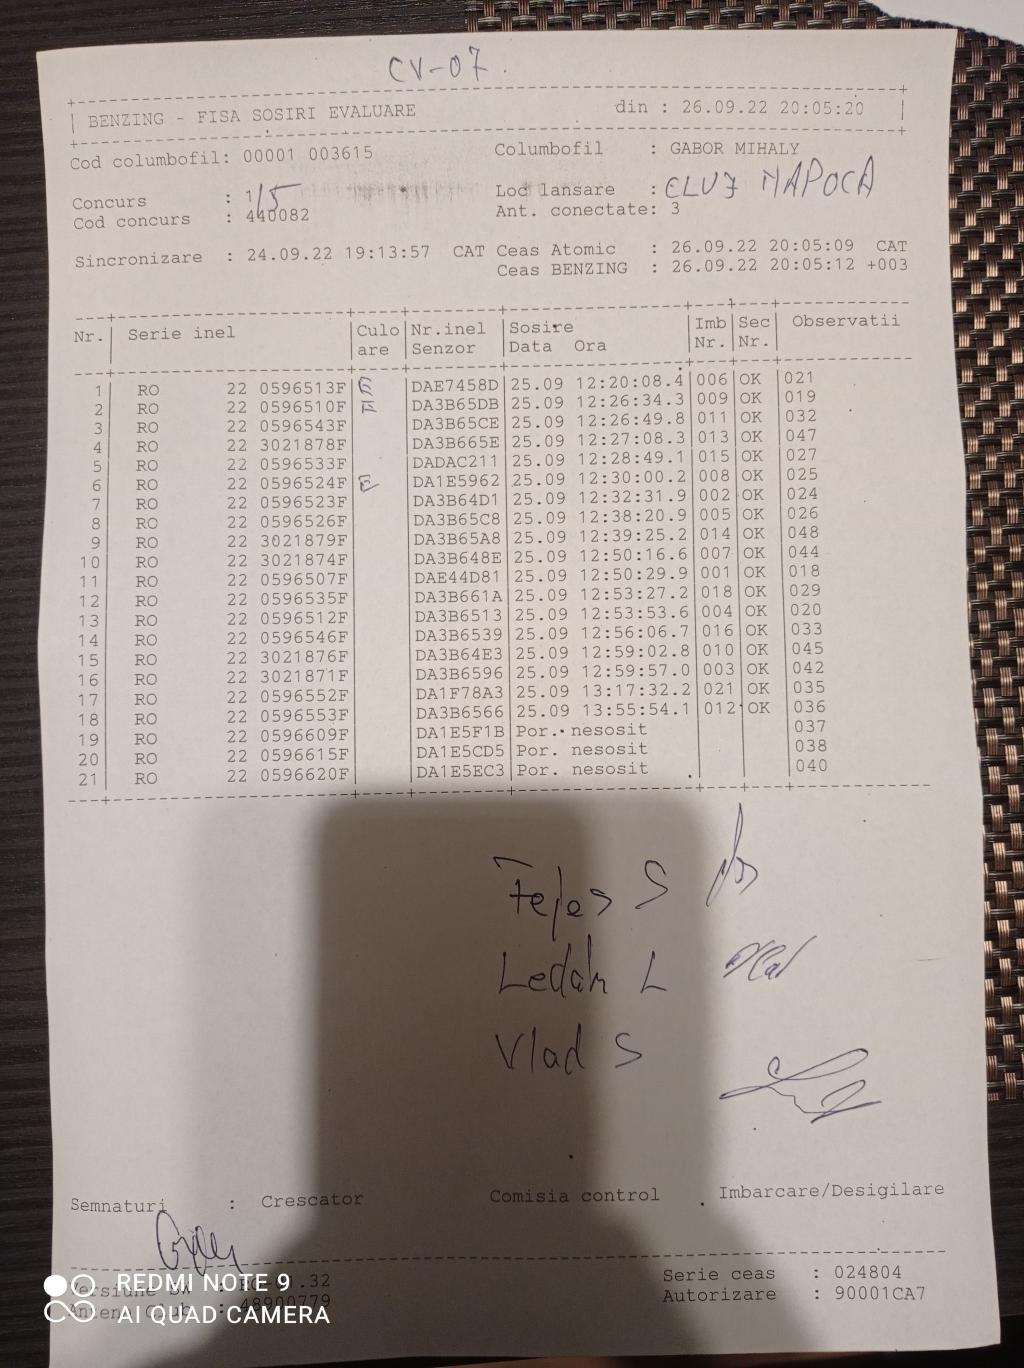 CV-07
BENZING - FISA SOSIRI EVALUARE din : 26.09.22 20:05:20
Cod columbofil: 00001 003615 Columbofil : GABOR MIHALY
Concurs : 1/5 Loc lansare : CLUJ NAPOCA
Cod concurs : 440082 Ant. conectate: 3
Sincronizare : 24.09.22 19:13:57 CAT Ceas Atomic : 26.09.22 20:05:09 CAT
Ceas BENZING : 26.09.22 20:05:12 +003
Nr. Serie inel Culo Nr.inel Sosire Imb Sec Observatii
are Senzor Data Ora Nr. Nr.
1 RO 22 0596513F E DAE7458D 25.09 12:20:08.4 006 OK 021
2 RO 22 0596510F E DA3B65DB 25.09 12:26:34.3 009 OK 019
3 RO 22 0596543F DA3B65CE 25.09 12:26:49.8 011 OK 032
4 RO 22 3021878F DA3B665E 25.09 12:27:08.3 013 OK 047
5 RO 22 0596533F DADAC211 25.09 12:28:49.1 015 OK 027
6 RO 22 0596524F E DA1E5962 25.09 12:30:00.2 008 OK 025
7 RO 22 0596523F DA3B64D1 25.09 12:32:31.9 002 OK 024
8 RO 22 0596526F DA3B65C8 25.09 12:38:20.9 005 OK 026
9 RO 22 3021879F DA3B65A8 25.09 12:39:25.2 014 OK 048
10 RO 22 3021874F DA3B648E 25.09 12:50:16.6 007 OK 044
11 RO 22 0596507F DAE44D81 25.09 12:50:29.9 001 OK 018
12 RO 22 0596535F DA3B661A 25.09 12:53:27.2 018 OK 029
13 RO 22 0596512F DA3B6513 25.09 12:53:53.6 004 OK 020
14 RO 22 0596546F DA3B6539 25.09 12:56:06.7 016 OK 033
15 RO 22 3021876F DA3B64E3 25.09 12:59:02.8 010 OK 045
16 RO 22 3021871F DA3B6596 25.09 12:59:57.0 003 OK 042
17 RO 22 0596552F DA1F78A3 25.09 13:17:32.2 021 OK 035
18 RO 22 0596553F DA3B6566 25.09 13:55:54.1 012 OK 036
19 RO 22 0596609F DA1E5F1B Por. nesosit 037
20 RO 22 0596615F DA1E5CD5 Por. nesosit 038
21 RO 22 0596620F DA1E5EC3 Por. nesosit 040
Fejes S
Ledan L
Vlad S
Semnaturi : Crescator Comisia control Imbarcare/Desigilare
Serie ceas : 024804
Autorizare : 90001CA7
REDMI NOTE 9
AI QUAD CAMERA